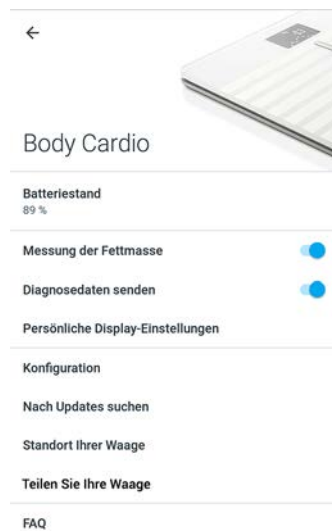 Body Cardio
Batteriestand
89 %
Messung der Fettmasse
Diagnosedaten senden
Persönliche Display-Einstellungen
Konfiguration
Nach Updates suchen
Standort Ihrer Waage
Teilen Sie Ihre Waage
FAQ